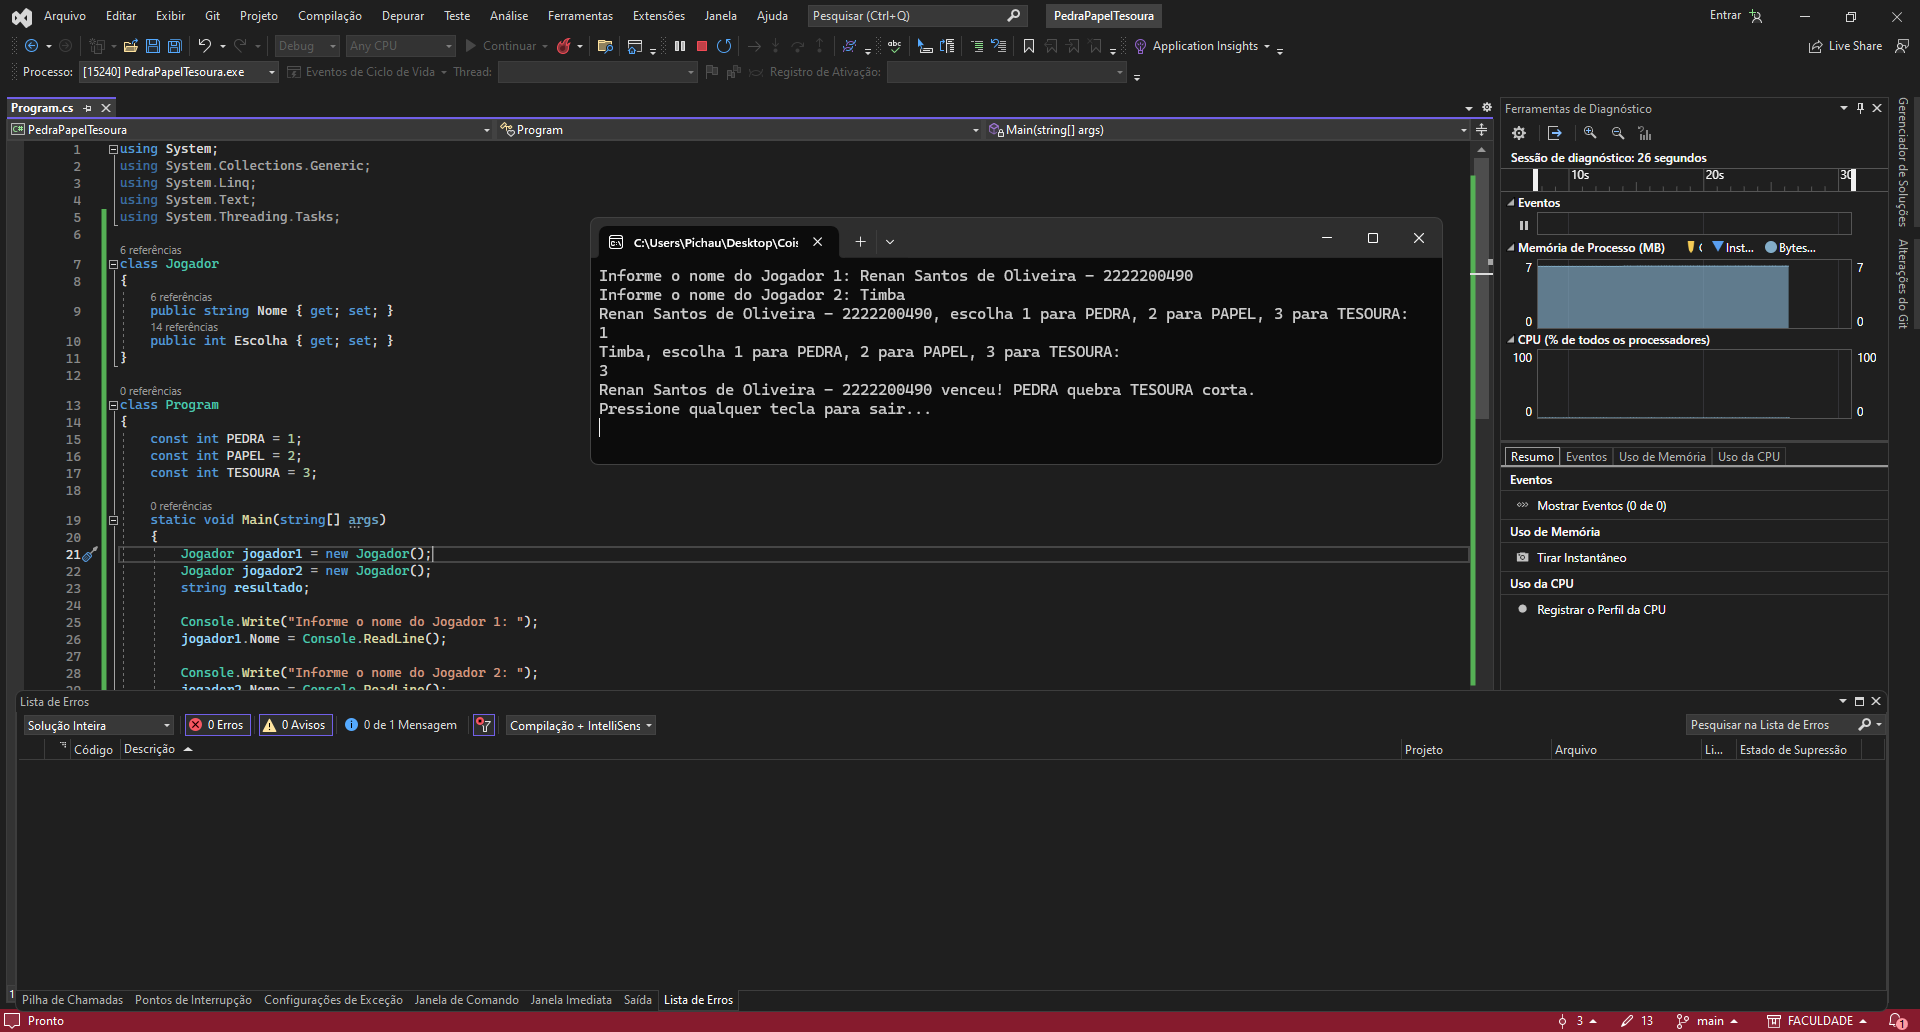 Arquivo Editar Exibir Git Projeto Compilação Depurar Teste Análise Ferramentas Extensões Janela Ajuda Pesquisar (Ctrl+Q) PedraPapelTesoura Entrar
Debug Any CPU Continuar Application Insights Live Share
Processo: [15240] PedraPapelTesoura.exe Eventos de Ciclo de Vida Thread: Registro de Ativação:
Program.cs
PedraPapelTesoura Program Main(string[] args)
1 using System;
2 using System.Collections.Generic;
3 using System.Linq;
4 using System.Text;
5 using System.Threading.Tasks;
6
6 referências
7 class Jogador
8 {
6 referências
9 public string Nome { get; set; }
14 referências
10 public int Escolha { get; set; }
11 }
12
0 referências
13 class Program
14 {
15 const int PEDRA = 1;
16 const int PAPEL = 2;
17 const int TESOURA = 3;
18
0 referências
19 static void Main(string[] args)
20 {
21 Jogador jogador1 = new Jogador();
22 Jogador jogador2 = new Jogador();
23 string resultado;
24
25 Console.Write("Informe o nome do Jogador 1: ");
26 jogador1.Nome = Console.ReadLine();
27
28 Console.Write("Informe o nome do Jogador 2: ");
29 jogador2.Nome = Console.ReadLine();
C:\Users\Pichau\Desktop\Cois
Informe o nome do Jogador 1: Renan Santos de Oliveira - 2222200490
Informe o nome do Jogador 2: Timba
Renan Santos de Oliveira - 2222200490, escolha 1 para PEDRA, 2 para PAPEL, 3 para TESOURA:
1
Timba, escolha 1 para PEDRA, 2 para PAPEL, 3 para TESOURA:
3
Renan Santos de Oliveira - 2222200490 venceu! PEDRA quebra TESOURA corta.
Pressione qualquer tecla para sair...
Ferramentas de Diagnóstico
Sessão de diagnóstico: 26 segundos
10s 20s 30
Eventos
Memória de Processo (MB) Inst... Bytes...
7 7
0 0
CPU (% de todos os processadores)
100 100
0 0
Resumo Eventos Uso de Memória Uso da CPU
Eventos
Mostrar Eventos (0 de 0)
Uso de Memória
Tirar Instantâneo
Uso da CPU
Registrar o Perfil da CPU
Gerenciador de Soluções
Alterações do Git
Lista de Erros
Solução Inteira 0 Erros 0 Avisos 0 de 1 Mensagem Compilação + IntelliSens Pesquisar na Lista de Erros
Código Descrição Projeto Arquivo Li... Estado de Supressão
1
Pilha de Chamadas Pontos de Interrupção Configurações de Exceção Janela de Comando Janela Imediata Saída Lista de Erros
Pronto 3 13 main FACULDADE 1